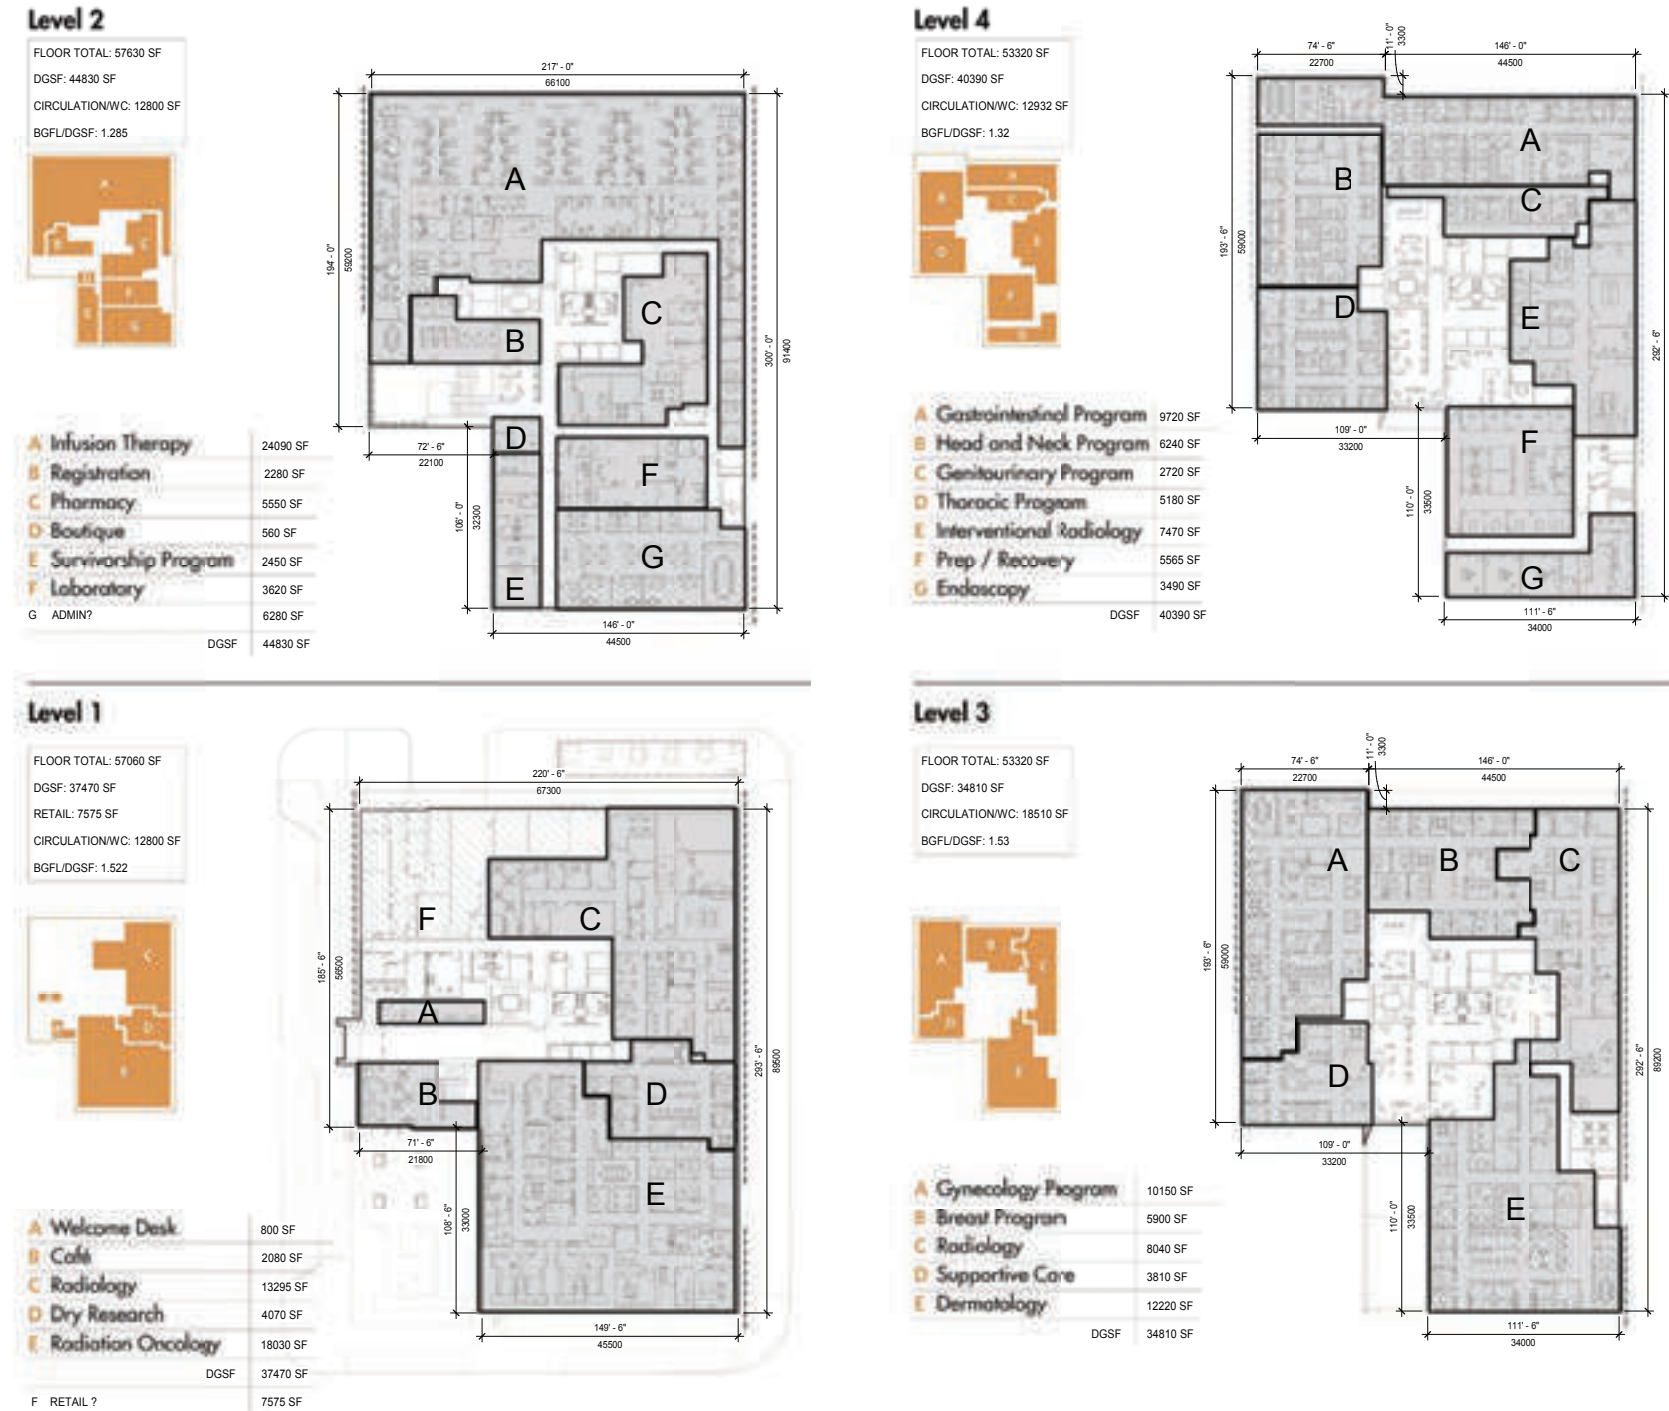 Level 2
FLOOR TOTAL: 57630 SF
DGSF: 44830 SF
CIRCULATION/WC: 12800 SF
BGFL/DGSF: 1.285
A
E
C
F
E
G
217' - 0"
66100
194' - 0"
59200
300' - 0"
91400
72' - 6"
22100
106' - 0"
32300
146' - 0"
44500
A
B
C
D
E
F
G
A Infusion Therapy 24090 SF
B Registration 2280 SF
C Pharmacy 5550 SF
D Boutique 560 SF
E Survivorship Program 2450 SF
F Laboratory 3620 SF
G ADMIN? 6280 SF
DGSF 44830 SF
Level 4
FLOOR TOTAL: 53320 SF
DGSF: 40390 SF
CIRCULATION/WC: 12932 SF
BGFL/DGSF: 1.32
A
B
C
D
E
F
G
74' - 6"
22700
11' - 0"
3300
146' - 0"
44500
193' - 6"
59000
292' - 6"
109' - 0"
33200
110' - 0"
33500
111' - 6"
34000
A
B
C
D
E
F
G
A Gastrointestinal Program 9720 SF
B Head and Neck Program 6240 SF
C Genitourinary Program 2720 SF
D Thoracic Program 5180 SF
E Interventional Radiology 7470 SF
F Prep / Recovery 5565 SF
G Endoscopy 3490 SF
DGSF 40390 SF
Level 1
FLOOR TOTAL: 57060 SF
DGSF: 37470 SF
RETAIL: 7575 SF
CIRCULATION/WC: 12800 SF
BGFL/DGSF: 1.522
C
D
E
220' - 6"
67300
185' - 6"
56500
293' - 6"
89500
71' - 6"
21800
108' - 6"
33000
149' - 6"
45500
F
C
A
B
D
E
A Welcome Desk 800 SF
B Café 2080 SF
C Radiology 13295 SF
D Dry Research 4070 SF
E Radiation Oncology 18030 SF
DGSF 37470 SF
F RETAIL ? 7575 SF
Level 3
FLOOR TOTAL: 53320 SF
DGSF: 34810 SF
CIRCULATION/WC: 18510 SF
BGFL/DGSF: 1.53
A
B
C
D
E
74' - 6"
22700
11' - 0"
3300
146' - 0"
44500
193' - 6"
59000
292' - 6"
89200
109' - 0"
33200
110' - 0"
33500
111' - 6"
34000
A
B
C
D
E
A Gynecology Program 10150 SF
B Breast Program 5900 SF
C Radiology 8040 SF
D Supportive Care 3810 SF
E Dermatology 12220 SF
DGSF 34810 SF